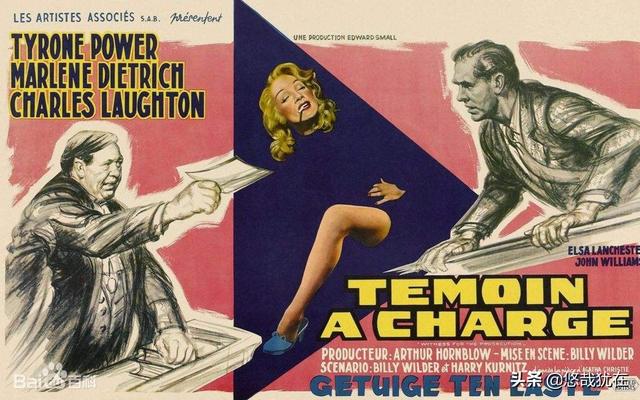 LES ARTISTES ASSOCIÉS S.A.B. présentent
UNE PRODUCTION EDWARD SMALL
TYRONE POWER
MARLENE DIETRICH
CHARLES LAUGHTON
ELSA LANCHESTER
JOHN WILLIAMS
TEMOIN
A CHARGE
"WITNESS FOR THE PROSECUTION"
PRODUCTEUR: ARTHUR HORNBLOW - MISE EN SCENE: BILLY WILDER
SCENARIO: BILLY WILDER ET HARRY KURNITZ
AGATHA CHRISTIE
GETUIGE TEN LASTE
Bai百科
头条 @悠哉犹在